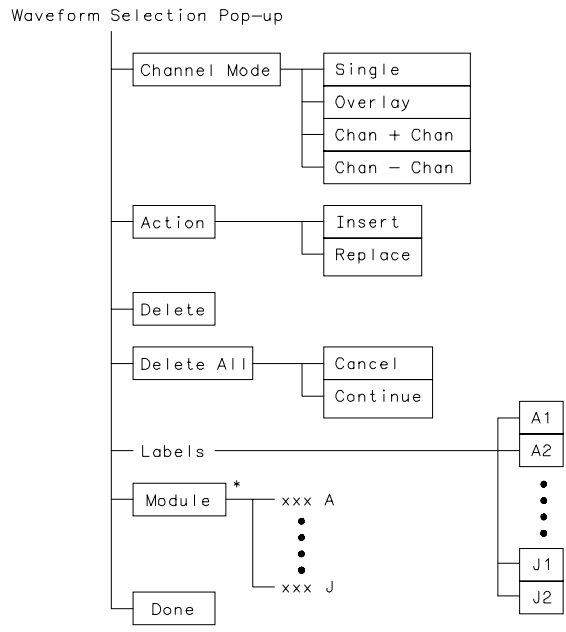 Waveform Selection Pop-up
Channel Mode
Single
Overlay
Chan + Chan
Chan - Chan
Action
Insert
Replace
Delete
Delete All
Cancel
Continue
Labels
A1
A2
J1
J2
Module *
xxx A
xxx J
Done